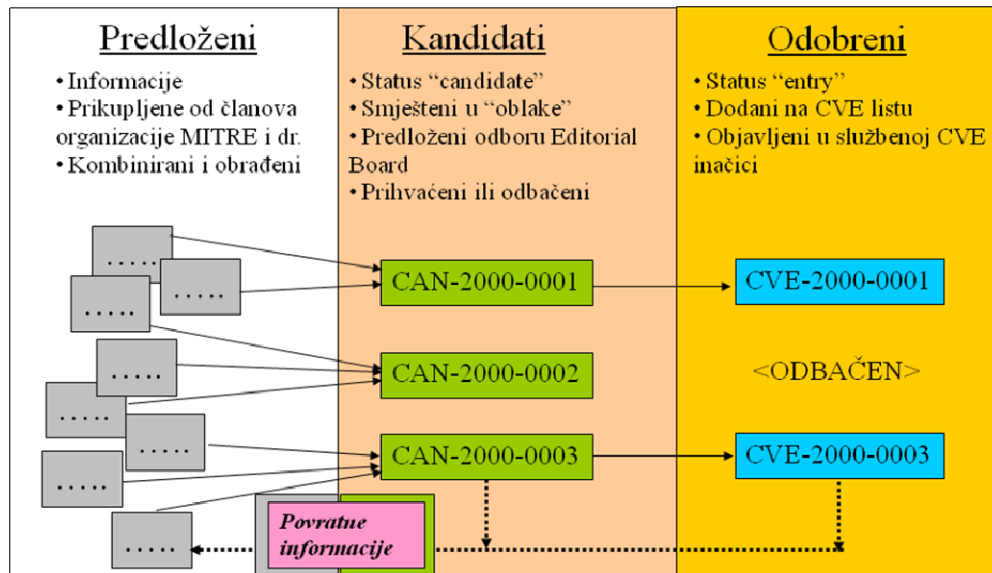 Predloženi
• Informacije
• Prikupljene od članova
organizacije MITRE i dr.
• Kombinirani i obrađeni
Kandidati
• Status “candidate”
• Smješteni u “oblake”
• Predloženi odboru Editorial
Board
• Prihvaćeni ili odbačeni
Odobreni
• Status “entry”
• Dodani na CVE listu
• Objavljeni u službenoj CVE
inačici
.....
.....
.....
.....
.....
.....
.....
.....
CAN-2000-0001
CAN-2000-0002
CAN-2000-0003
CVE-2000-0001
<ODBAČEN>
CVE-2000-0003
Povratne
informacije